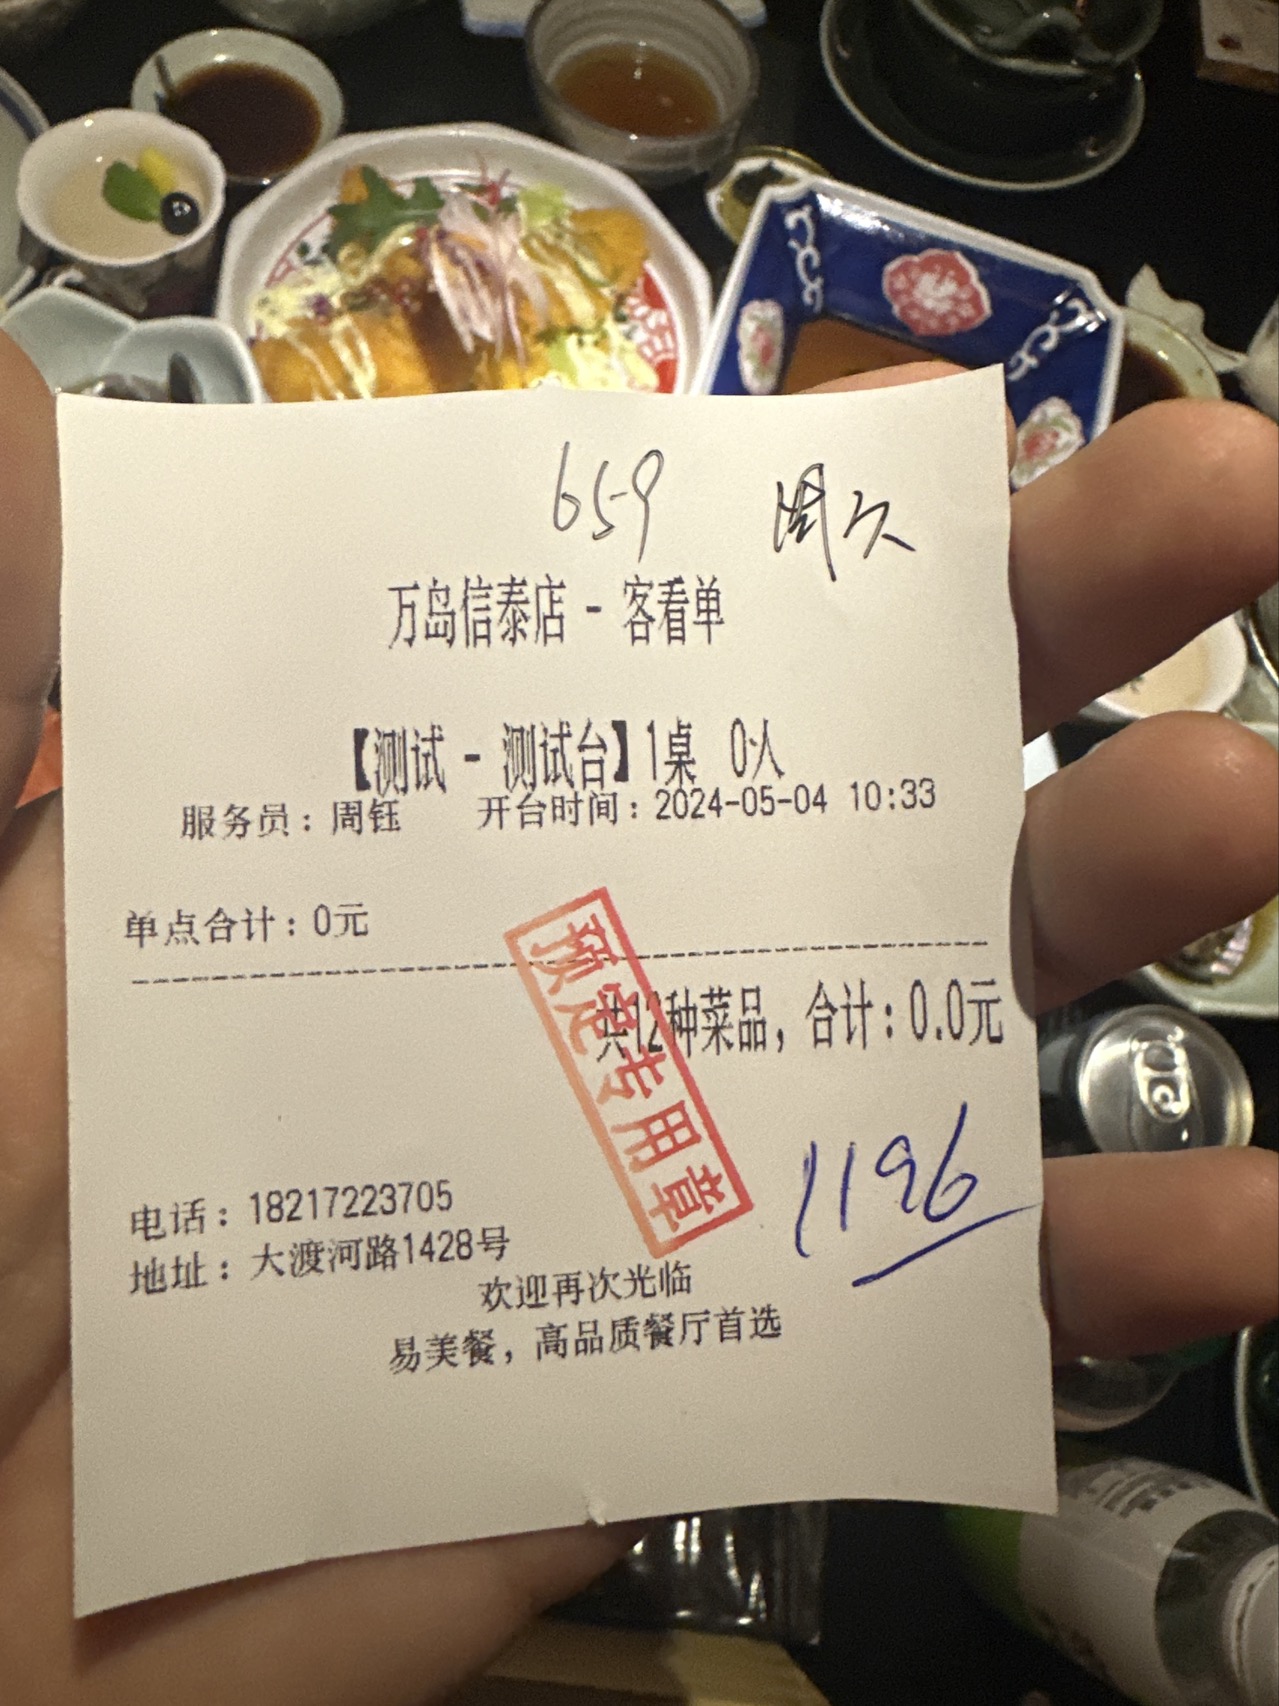 659 周欠
万岛信泰店 - 客看单
【测试 - 测试台】1桌 0人
服务员：周钰 开台时间：2024-05-04 10:33
单点合计：0元
共12种菜品，合计：0.0元
预定专用章
1196
电话：18217223705
地址：大渡河路1428号
欢迎再次光临
易美餐，高品质餐厅首选